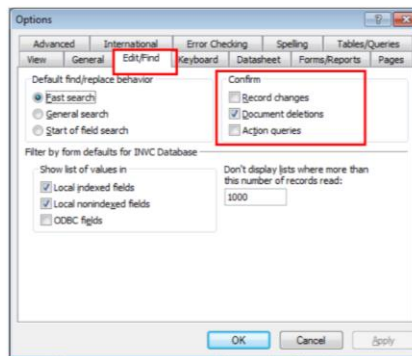 Options
Advanced International Error Checking Spelling Tables/Queries
View General Edit/Find Keyboard Datasheet Forms/Reports Pages
Default find/replace behavior
Fast search
General search
Start of field search
Confirm
Record changes
Document deletions
Action queries
Filter by form defaults for INVC Database
Show list of values in
Local indexed fields
Local nonindexed fields
ODBC fields
Don't display lists where more than
this number of records read:
1000
OK Cancel Apply